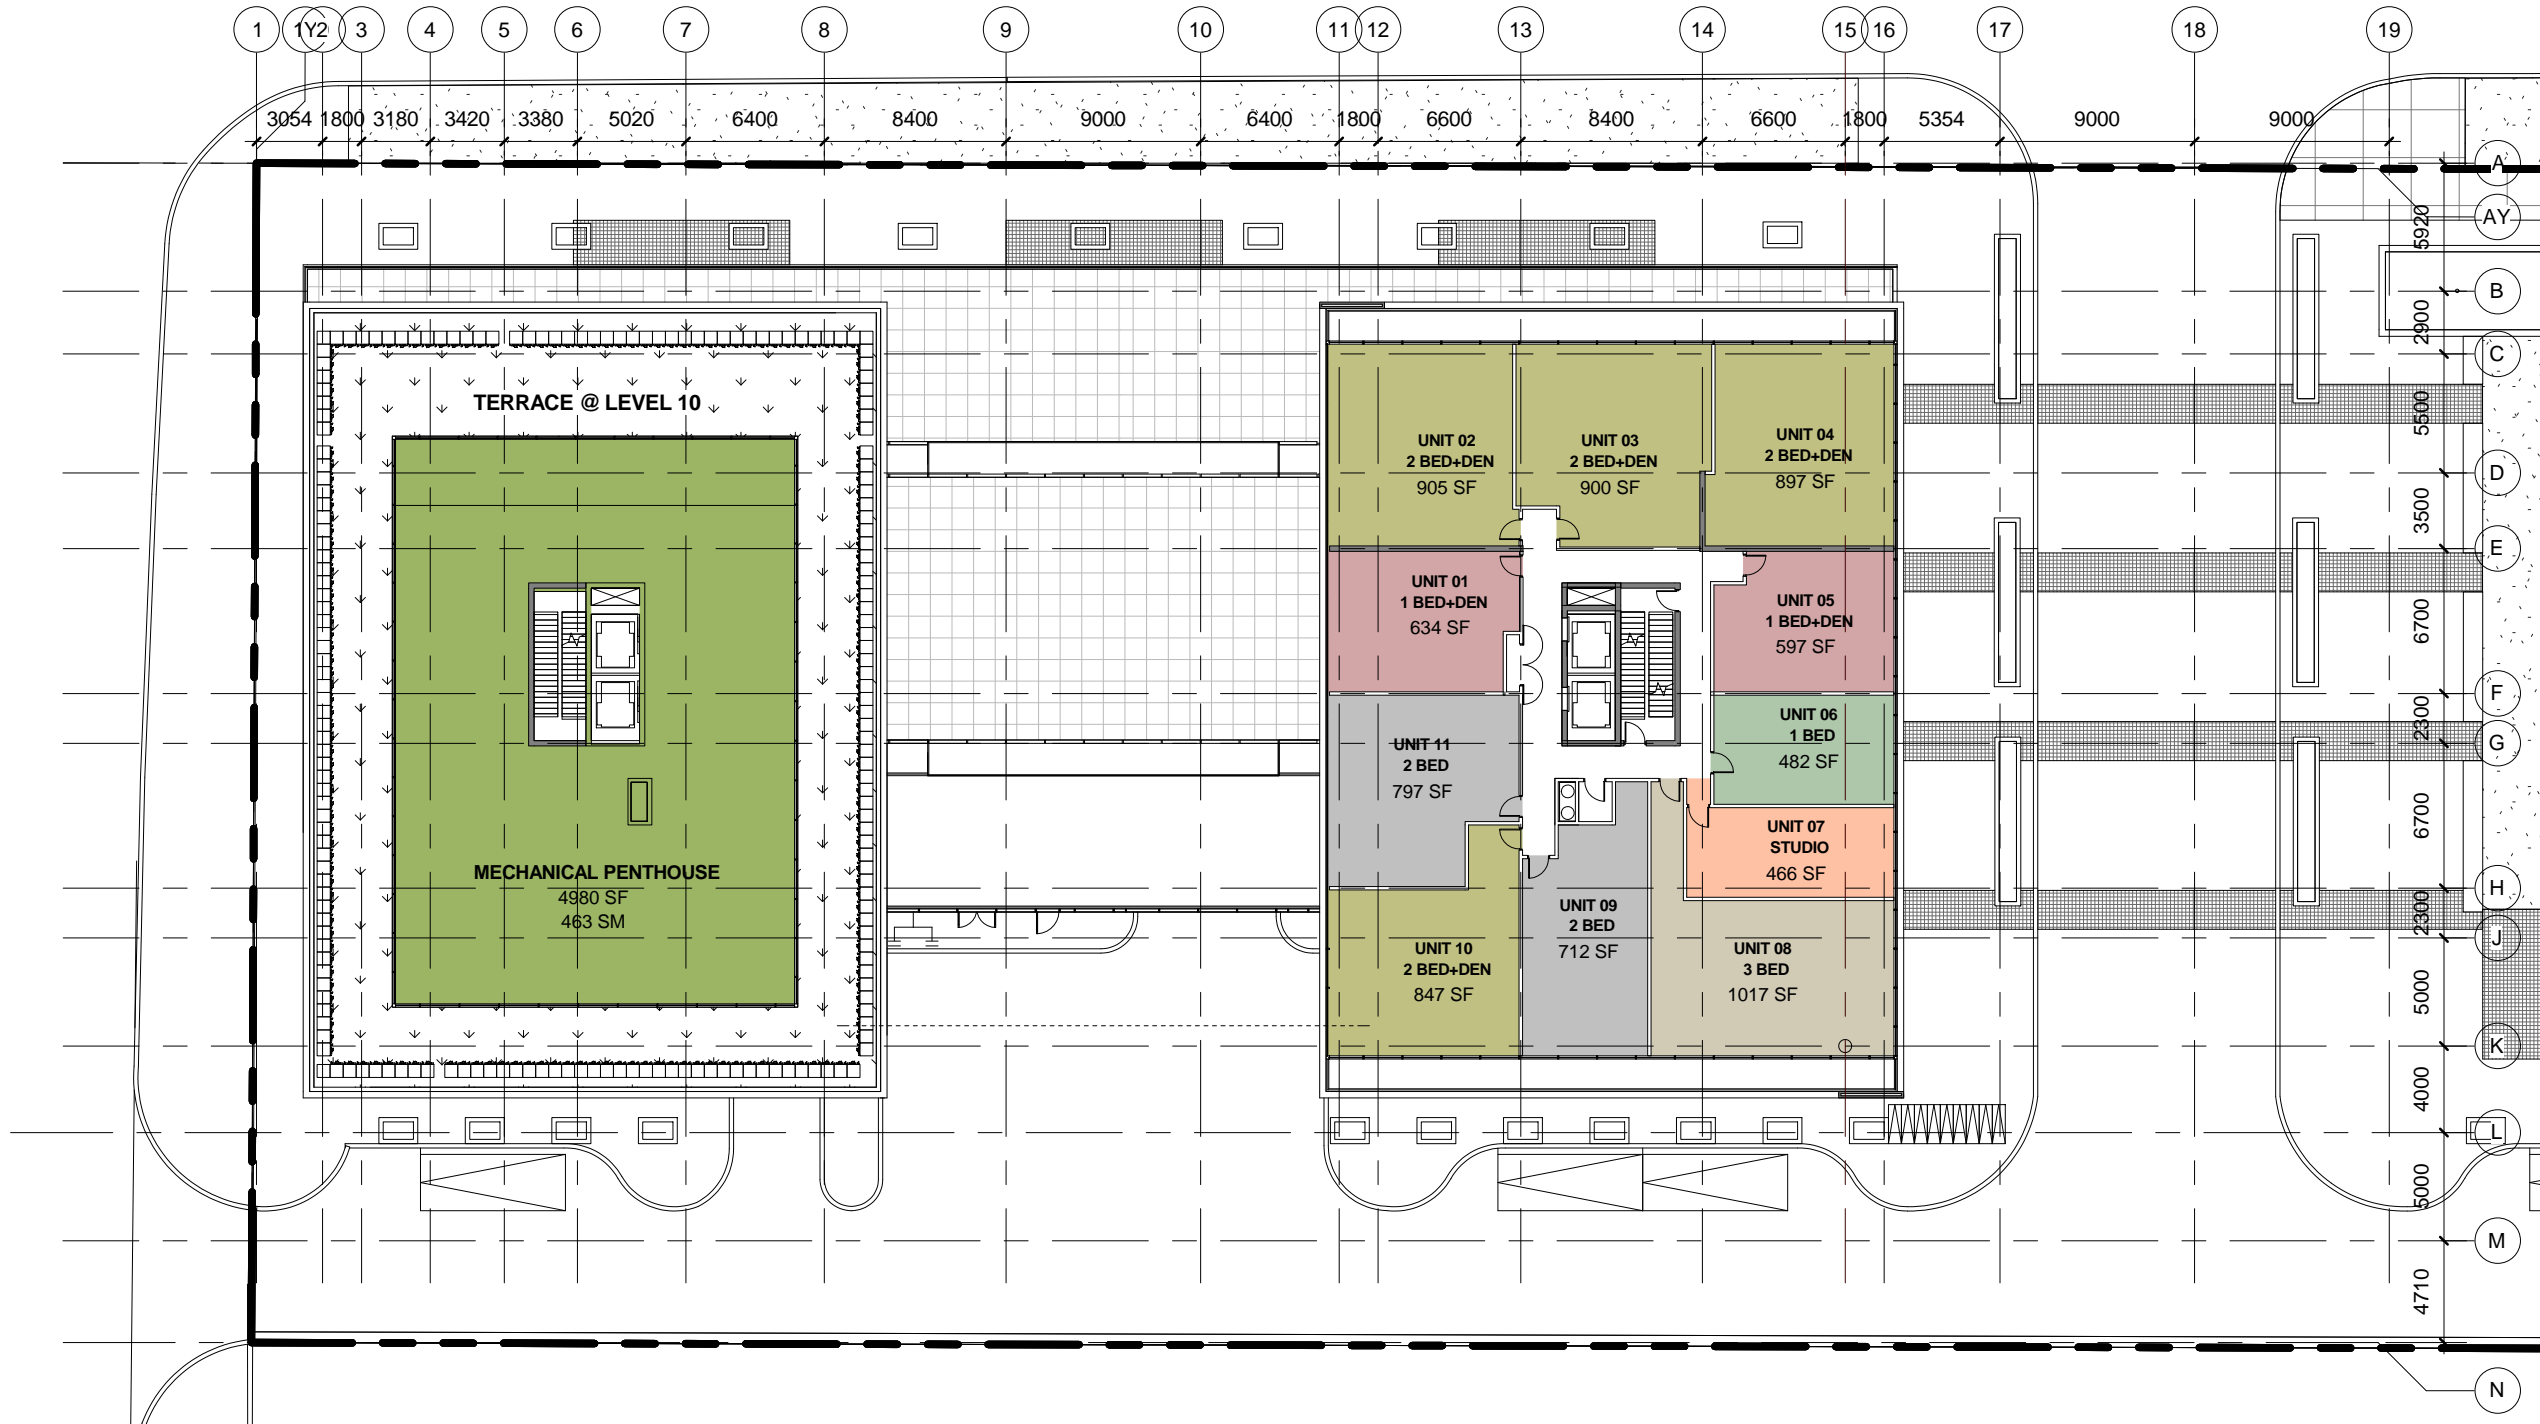 1 1Y 2 3 4 5 6 7 8 9 10 11 12 13 14 15 16 17 18 19
3054 1800 3180 3420 3380 5020 6400 8400 9000 6400 1800 6600 8400 6600 1800 5354 9000 9000
A
AY
5920
B
2900
C
5500
D
3500
E
6700
F
2300
G
6700
H
2300
J
5000
K
4000
L
5000
M
4710
N
TERRACE @ LEVEL 10
MECHANICAL PENTHOUSE
4980 SF
463 SM
UNIT 02
2 BED+DEN
905 SF
UNIT 03
2 BED+DEN
900 SF
UNIT 04
2 BED+DEN
897 SF
UNIT 01
1 BED+DEN
634 SF
UNIT 05
1 BED+DEN
597 SF
UNIT 11
2 BED
797 SF
UNIT 06
1 BED
482 SF
UNIT 07
STUDIO
466 SF
UNIT 10
2 BED+DEN
847 SF
UNIT 09
2 BED
712 SF
UNIT 08
3 BED
1017 SF